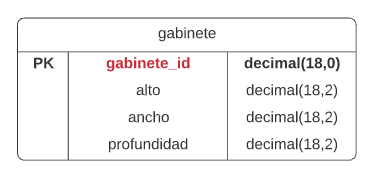 gabinete
PK gabinete_id decimal(18,0)
alto decimal(18,2)
ancho decimal(18,2)
profundidad decimal(18,2)